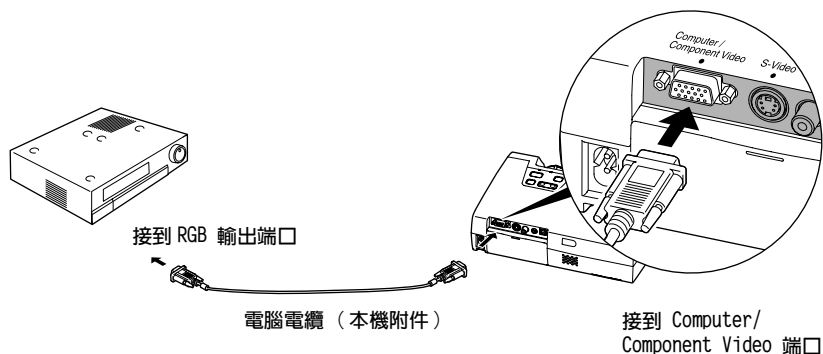 Computer /
Component Video
S-Video
接到 RGB 輸出端口
電腦電纜（本機附件）
接到 Computer/
Component Video 端口